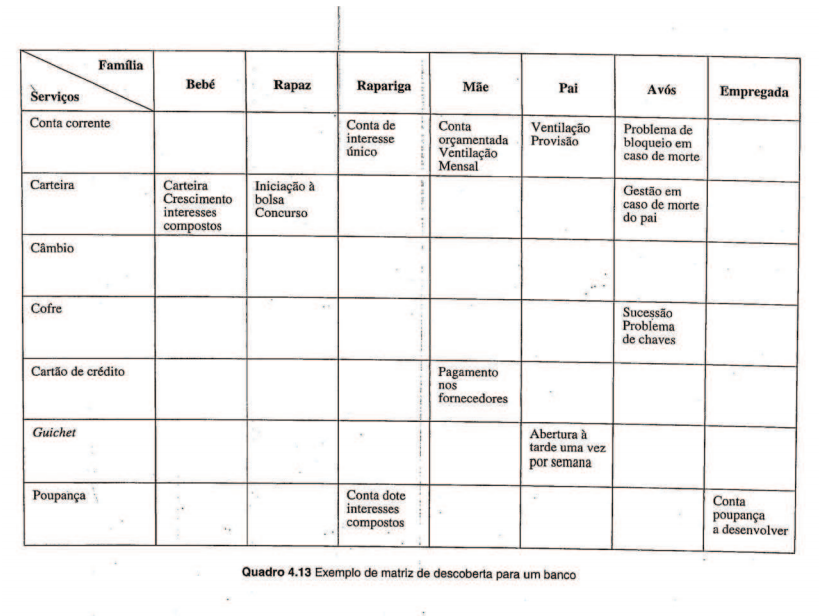 Família
Serviços
Bebé
Rapaz
Rapariga
Mãe
Pai
Avós
Empregada
Conta corrente
Conta de
interesse
único
Conta
orçamentada
Ventilação
Mensal
Ventilação
Provisão
Problema de
bloqueio em
caso de morte
Carteira
Carteira
Crescimento
interesses
compostos
Iniciação à
bolsa
Concurso
Gestão em
caso de morte
do pai
Câmbio
Cofre
Sucessão
Problema
de chaves
Cartão de crédito
Pagamento
nos
fornecedores
Guichet
Abertura à
tarde uma vez
por semana
Poupança
Conta dote
interesses
compostos
Conta
poupança
a desenvolver
Quadro 4.13 Exemplo de matriz de descoberta para um banco